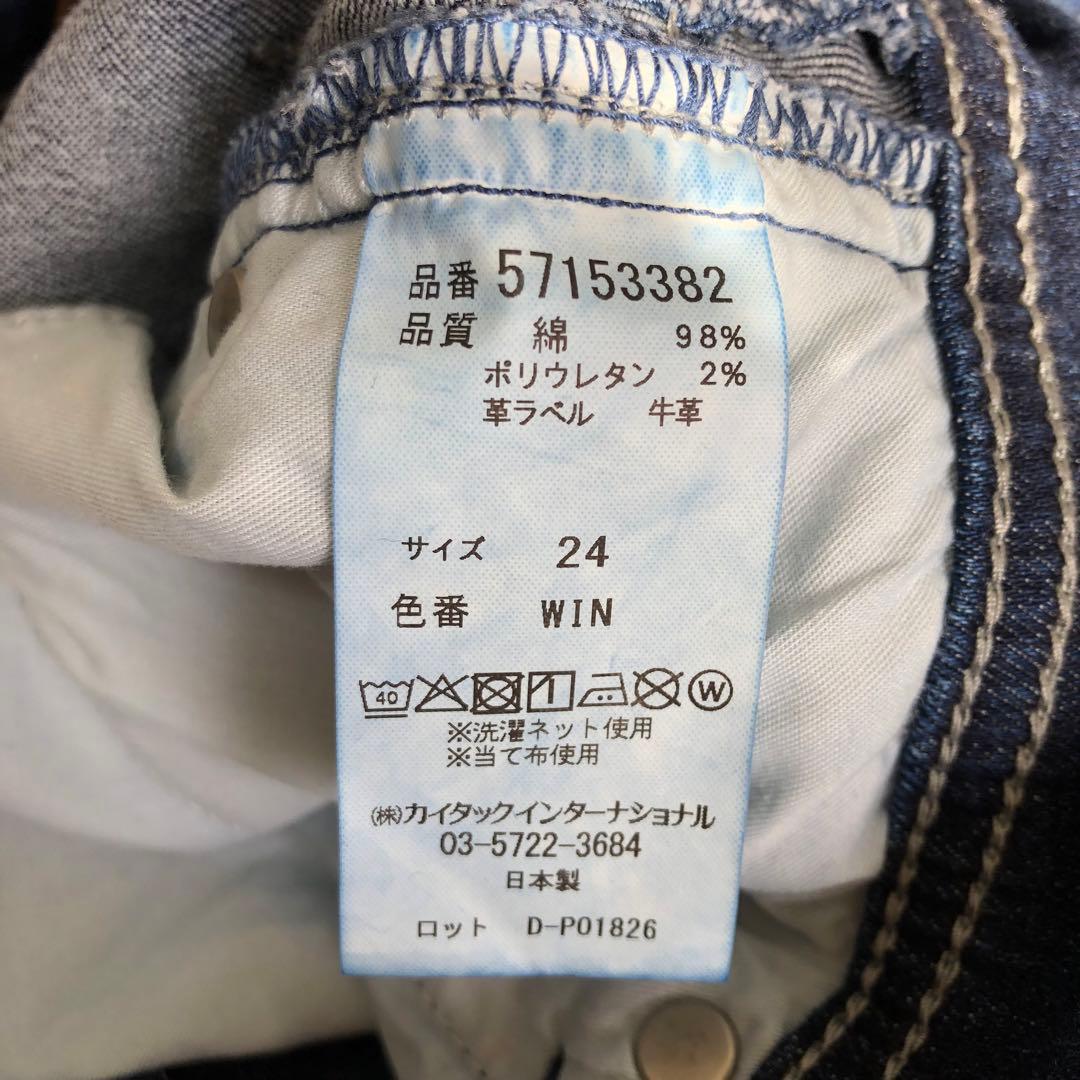 品番 57153382
品質 綿 98%
ポリウレタン 2%
革ラベル 牛革
サイズ 24
色番 WIN
40 W
※洗濯ネット使用
※当て布使用
㈱カイタックインターナショナル
03-5722-3684
日本製
ロット D-P01826